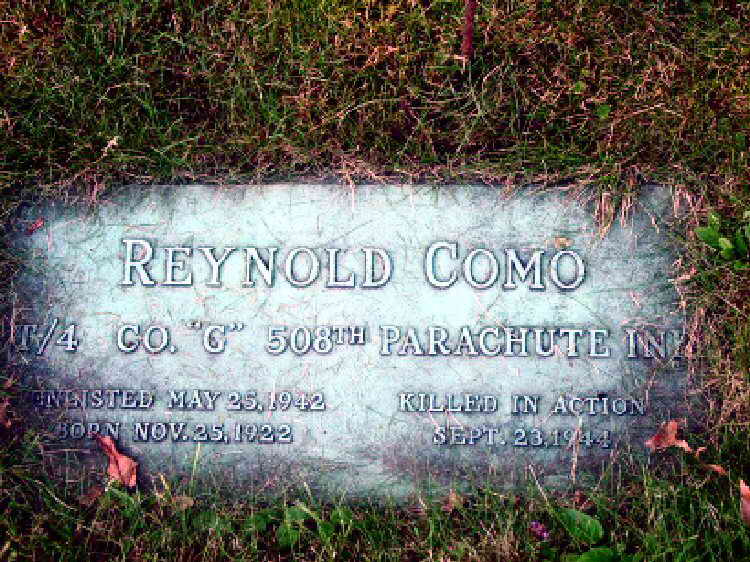 REYNOLD COMO
T/4 CO. "G" 508TH PARACHUTE INF
ENLISTED MAY 25, 1942 KILLED IN ACTION
BORN NOV. 25, 1922 SEPT. 23, 1944